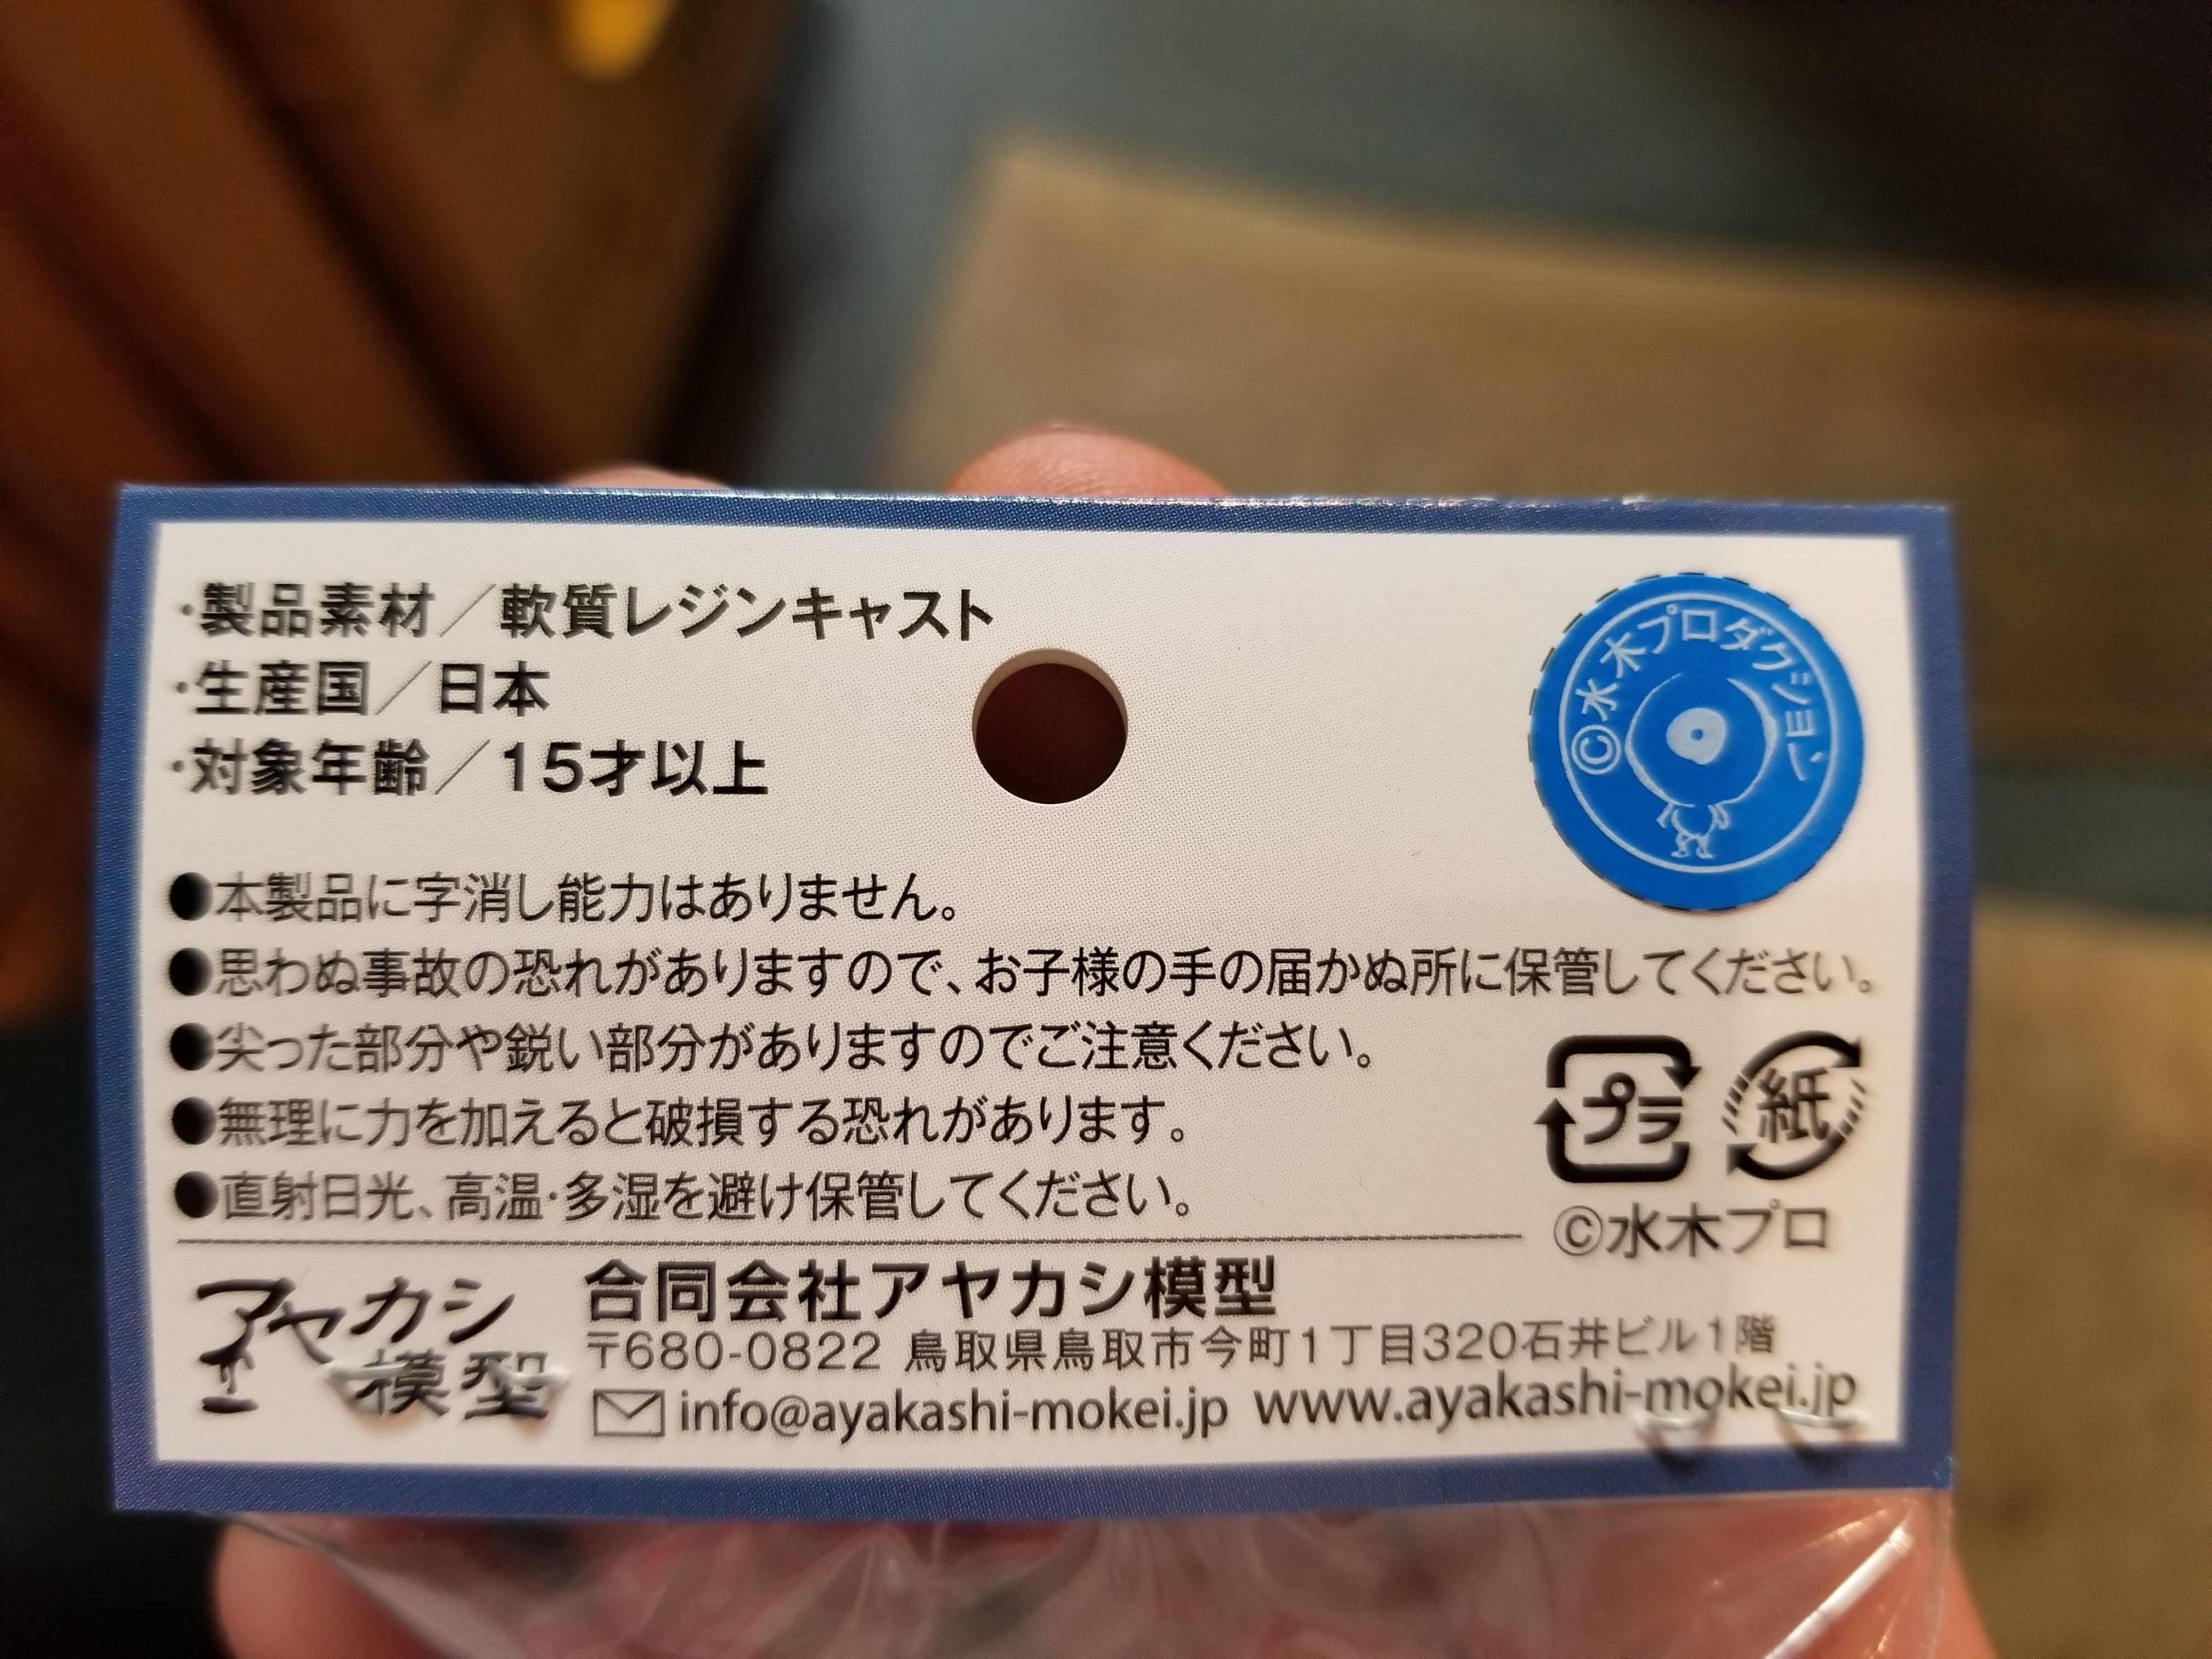 ・製品素材／軟質レジンキャスト
・生産国／日本
・対象年齢／15才以上
©水木プロダクション
●本製品に字消し能力はありません。
●思わぬ事故の恐れがありますので、お子様の手の届かぬ所に保管してください。
●尖った部分や鋭い部分がありますのでご注意ください。
●無理に力を加えると破損する恐れがあります。
●直射日光、高温・多湿を避け保管してください。
プラ 紙
©水木プロ
アヤカシ
模型
合同会社アヤカシ模型
〒680-0822 鳥取県鳥取市今町1丁目320石井ビル1階
info@ayakashi-mokei.jp www.ayakashi-mokei.jp